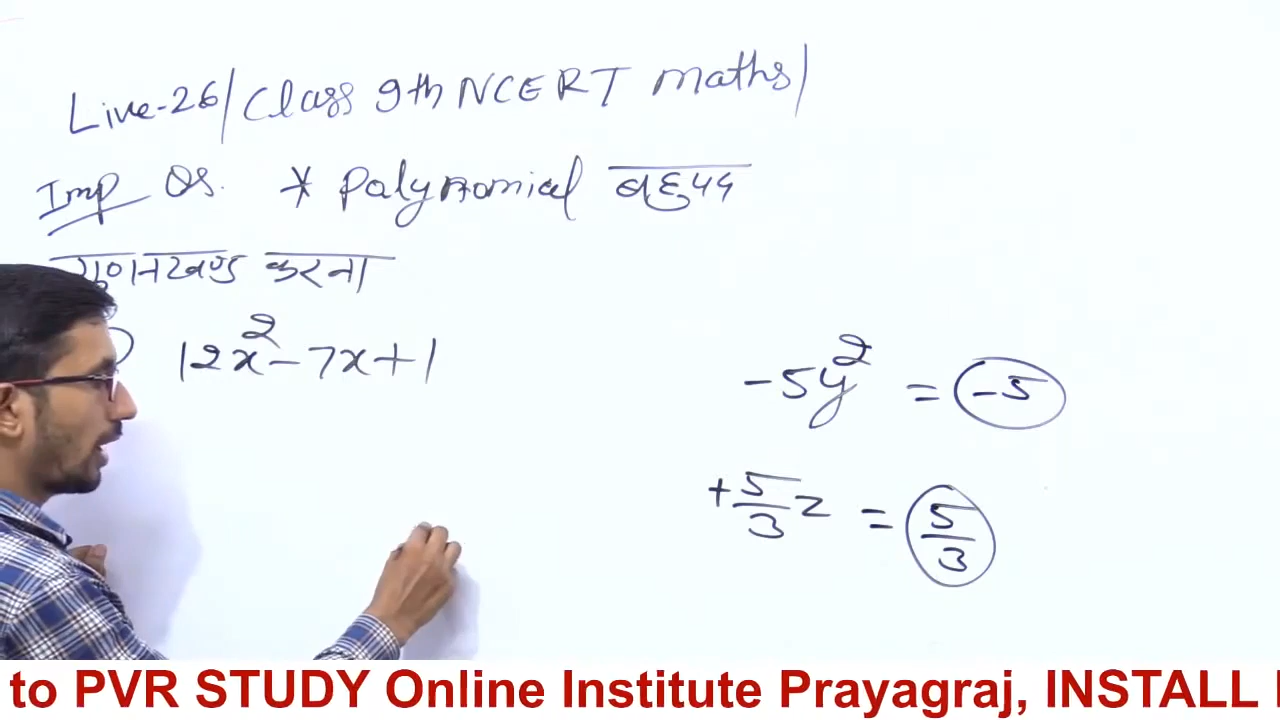 Live-26/Class 9th NCERT maths/
Imp Qs. * Polynomial बहुपद
गुणनखण्ड करना
12x² - 7x + 1
-5y² = -5
+5/3 z = 5/3
to PVR STUDY Online Institute Prayagraj, INSTALL